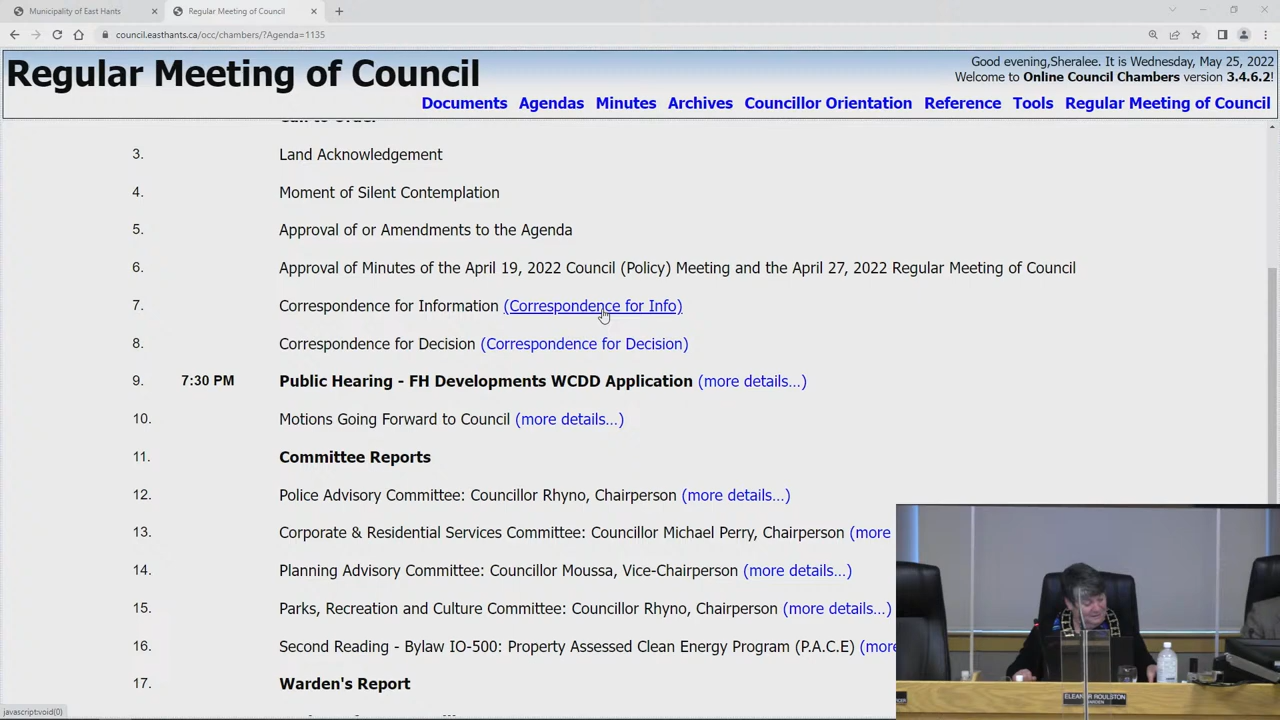 Municipality of East Hants
Regular Meeting of Council
council.easthants.ca/occ/chambers/?Agenda=1135
Regular Meeting of Council
Good evening,Sheralee. It is Wednesday, May 25, 2022
Welcome to Online Council Chambers version 3.4.6.2!
Documents Agendas Minutes Archives Councillor Orientation Reference Tools Regular Meeting of Council
Call to Order
3. Land Acknowledgement
4. Moment of Silent Contemplation
5. Approval of or Amendments to the Agenda
6. Approval of Minutes of the April 19, 2022 Council (Policy) Meeting and the April 27, 2022 Regular Meeting of Council
7. Correspondence for Information (Correspondence for Info)
8. Correspondence for Decision (Correspondence for Decision)
9. 7:30 PM Public Hearing - FH Developments WCDD Application (more details...)
10. Motions Going Forward to Council (more details...)
11. Committee Reports
12. Police Advisory Committee: Councillor Rhyno, Chairperson (more details...)
13. Corporate & Residential Services Committee: Councillor Michael Perry, Chairperson (more
14. Planning Advisory Committee: Councillor Moussa, Vice-Chairperson (more details...)
15. Parks, Recreation and Culture Committee: Councillor Rhyno, Chairperson (more details...)
16. Second Reading - Bylaw IO-500: Property Assessed Clean Energy Program (P.A.C.E) (more
17. Warden's Report
ELEANOR ROULSTON
WARDEN
javascript:void(0)